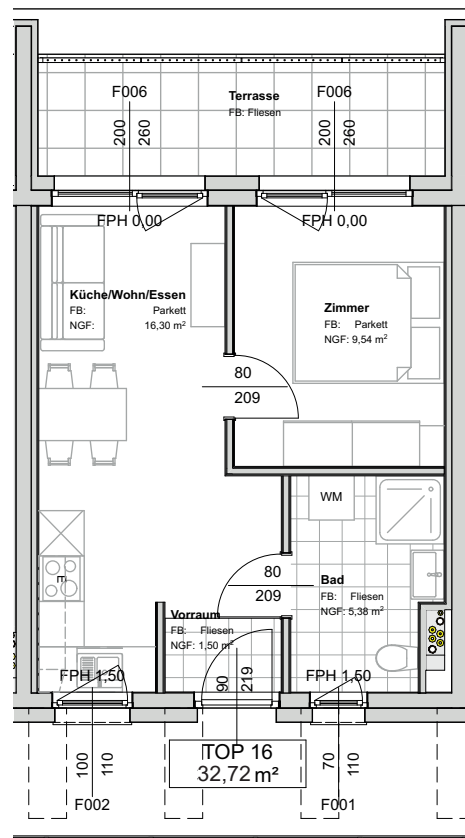 F006
Terrasse
F006
FB: Fliesen
200
260
200
260
FPH 0,00
FPH 0,00
Küche/Wohn/Essen
FB: Parkett
NGF: 16,30 m²
Zimmer
FB: Parkett
NGF: 9,54 m²
80
209
WM
E
80
209
Bad
FB: Fliesen
NGF: 5,38 m²
Vorraum
FB: Fliesen
NGF: 1,50 m²
FPH 1,50
90
219
FPH 1,50
100
110
TOP 16
32,72 m²
70
110
F002
F001